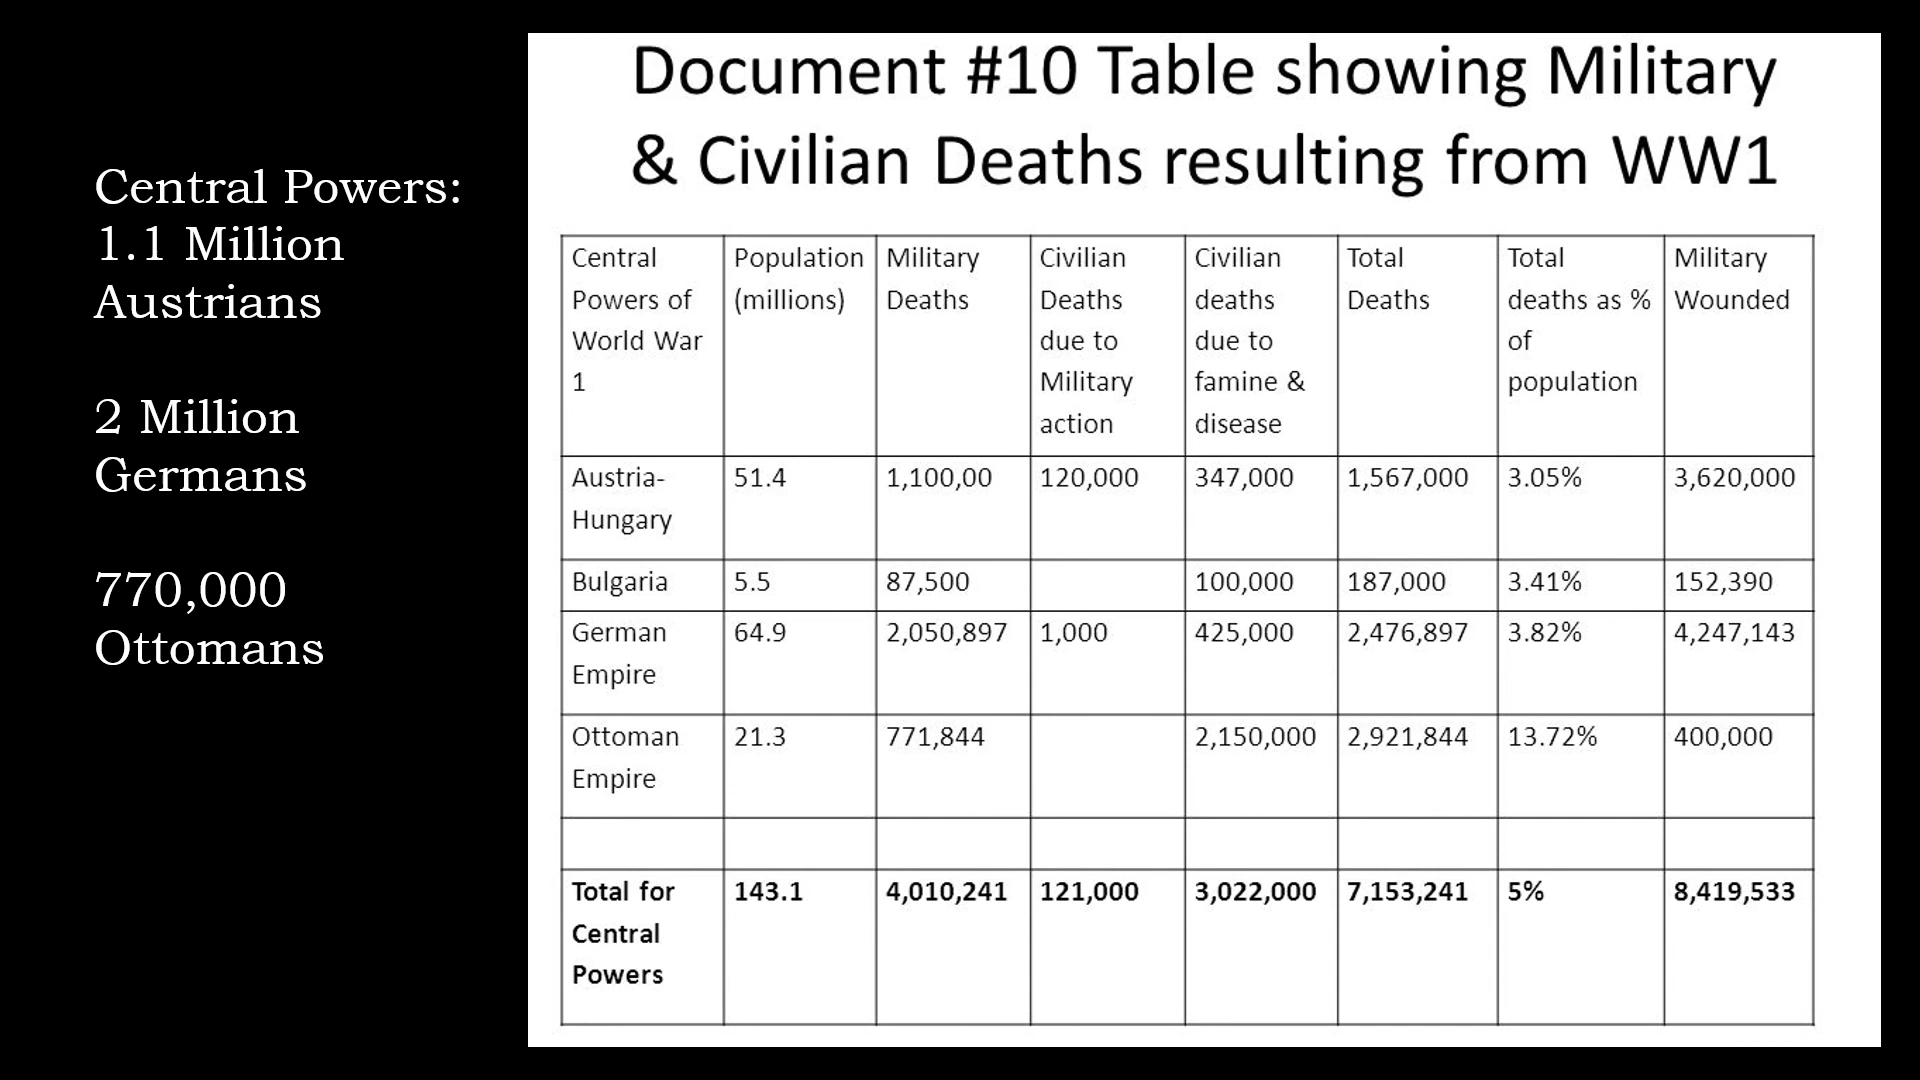 Central Powers:
1.1 Million
Austrians
2 Million
Germans
770,000
Ottomans
Document #10 Table showing Military
& Civilian Deaths resulting from WW1
Central Powers of World War 1 Population (millions) Military Deaths Civilian Deaths due to Military action Civilian deaths due to famine & disease Total Deaths Total deaths as % of population Military Wounded
Austria-Hungary 51.4 1,100,00 120,000 347,000 1,567,000 3.05% 3,620,000
Bulgaria 5.5 87,500 100,000 187,000 3.41% 152,390
German Empire 64.9 2,050,897 1,000 425,000 2,476,897 3.82% 4,247,143
Ottoman Empire 21.3 771,844 2,150,000 2,921,844 13.72% 400,000
Total for Central Powers 143.1 4,010,241 121,000 3,022,000 7,153,241 5% 8,419,533